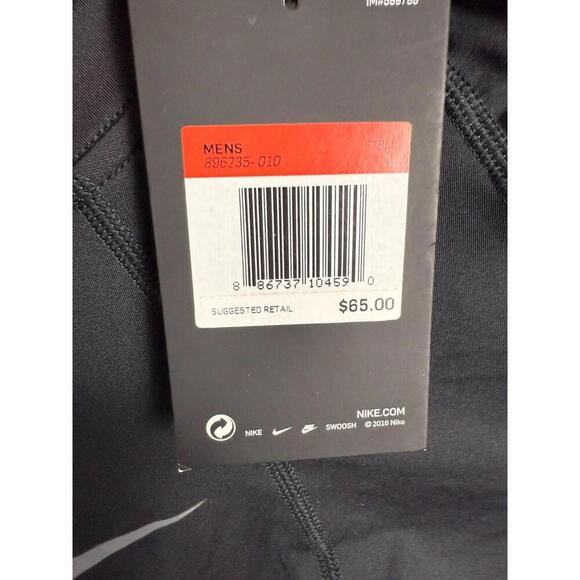 MENS
896235-010
8 86737 10459 0
SUGGESTED RETAIL $65.00
NIKE.COM
NIKE SWOOSH © 2016 Nike